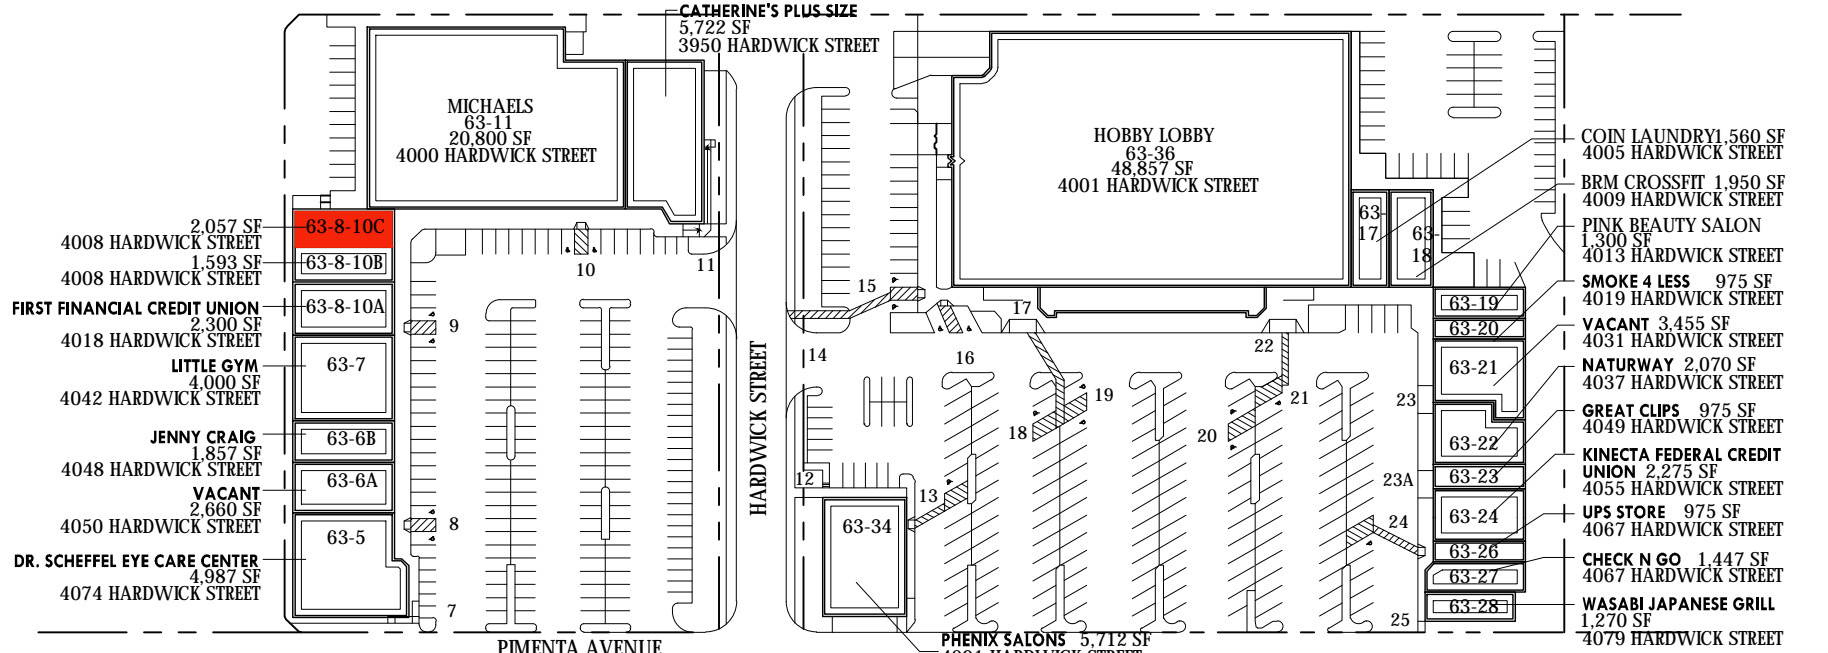 CATHERINE'S PLUS SIZE
5,722 SF
3950 HARDWICK STREET
MICHAELS
63-11
20,800 SF
4000 HARDWICK STREET
HOBBY LOBBY
63-36
48,857 SF
4001 HARDWICK STREET
2,057 SF
4008 HARDWICK STREET
63-8-10C
1,593 SF
4008 HARDWICK STREET
63-8-10B
FIRST FINANCIAL CREDIT UNION
2,300 SF
4018 HARDWICK STREET
63-8-10A
LITTLE GYM
4,000 SF
4042 HARDWICK STREET
63-7
JENNY CRAIG
1,857 SF
4048 HARDWICK STREET
63-6B
VACANT
2,660 SF
4050 HARDWICK STREET
63-6A
DR. SCHEFFEL EYE CARE CENTER
4,987 SF
4074 HARDWICK STREET
63-5
7
8
9
10
11
HARDWICK STREET
PIMENTA AVENUE
12
13
14
15
16
17
18
19
20
21
22
23
23A
24
25
63-34
PHENIX SALONS 5,712 SF
63-
17
63-
18
63-19
63-20
63-21
63-22
63-23
63-24
63-26
63-27
63-28
COIN LAUNDRY1,560 SF
4005 HARDWICK STREET
BRM CROSSFIT 1,950 SF
4009 HARDWICK STREET
PINK BEAUTY SALON
1,300 SF
4013 HARDWICK STREET
SMOKE 4 LESS 975 SF
4019 HARDWICK STREET
VACANT 3,455 SF
4031 HARDWICK STREET
NATURWAY 2,070 SF
4037 HARDWICK STREET
GREAT CLIPS 975 SF
4049 HARDWICK STREET
KINECTA FEDERAL CREDIT
UNION 2,275 SF
4055 HARDWICK STREET
UPS STORE 975 SF
4067 HARDWICK STREET
CHECK N GO 1,447 SF
4067 HARDWICK STREET
WASABI JAPANESE GRILL
1,270 SF
4079 HARDWICK STREET